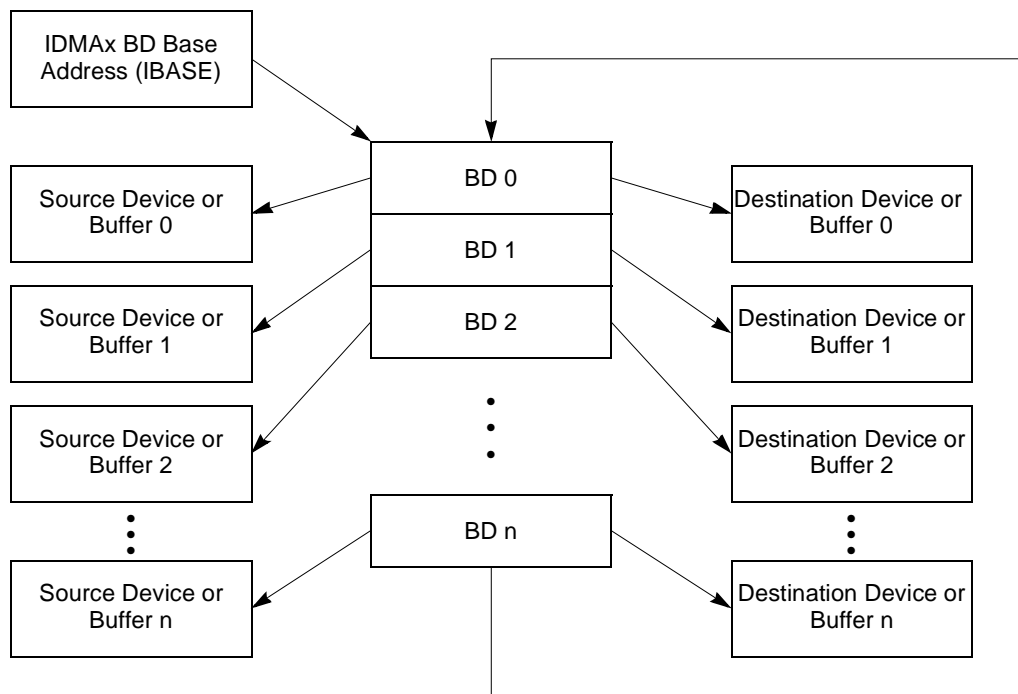 IDMAx BD Base
Address (IBASE)
BD 0
Source Device or
Buffer 0
Destination Device or
Buffer 0
BD 1
Source Device or
Buffer 1
Destination Device or
Buffer 1
BD 2
Source Device or
Buffer 2
Destination Device or
Buffer 2
BD n
Source Device or
Buffer n
Destination Device or
Buffer n